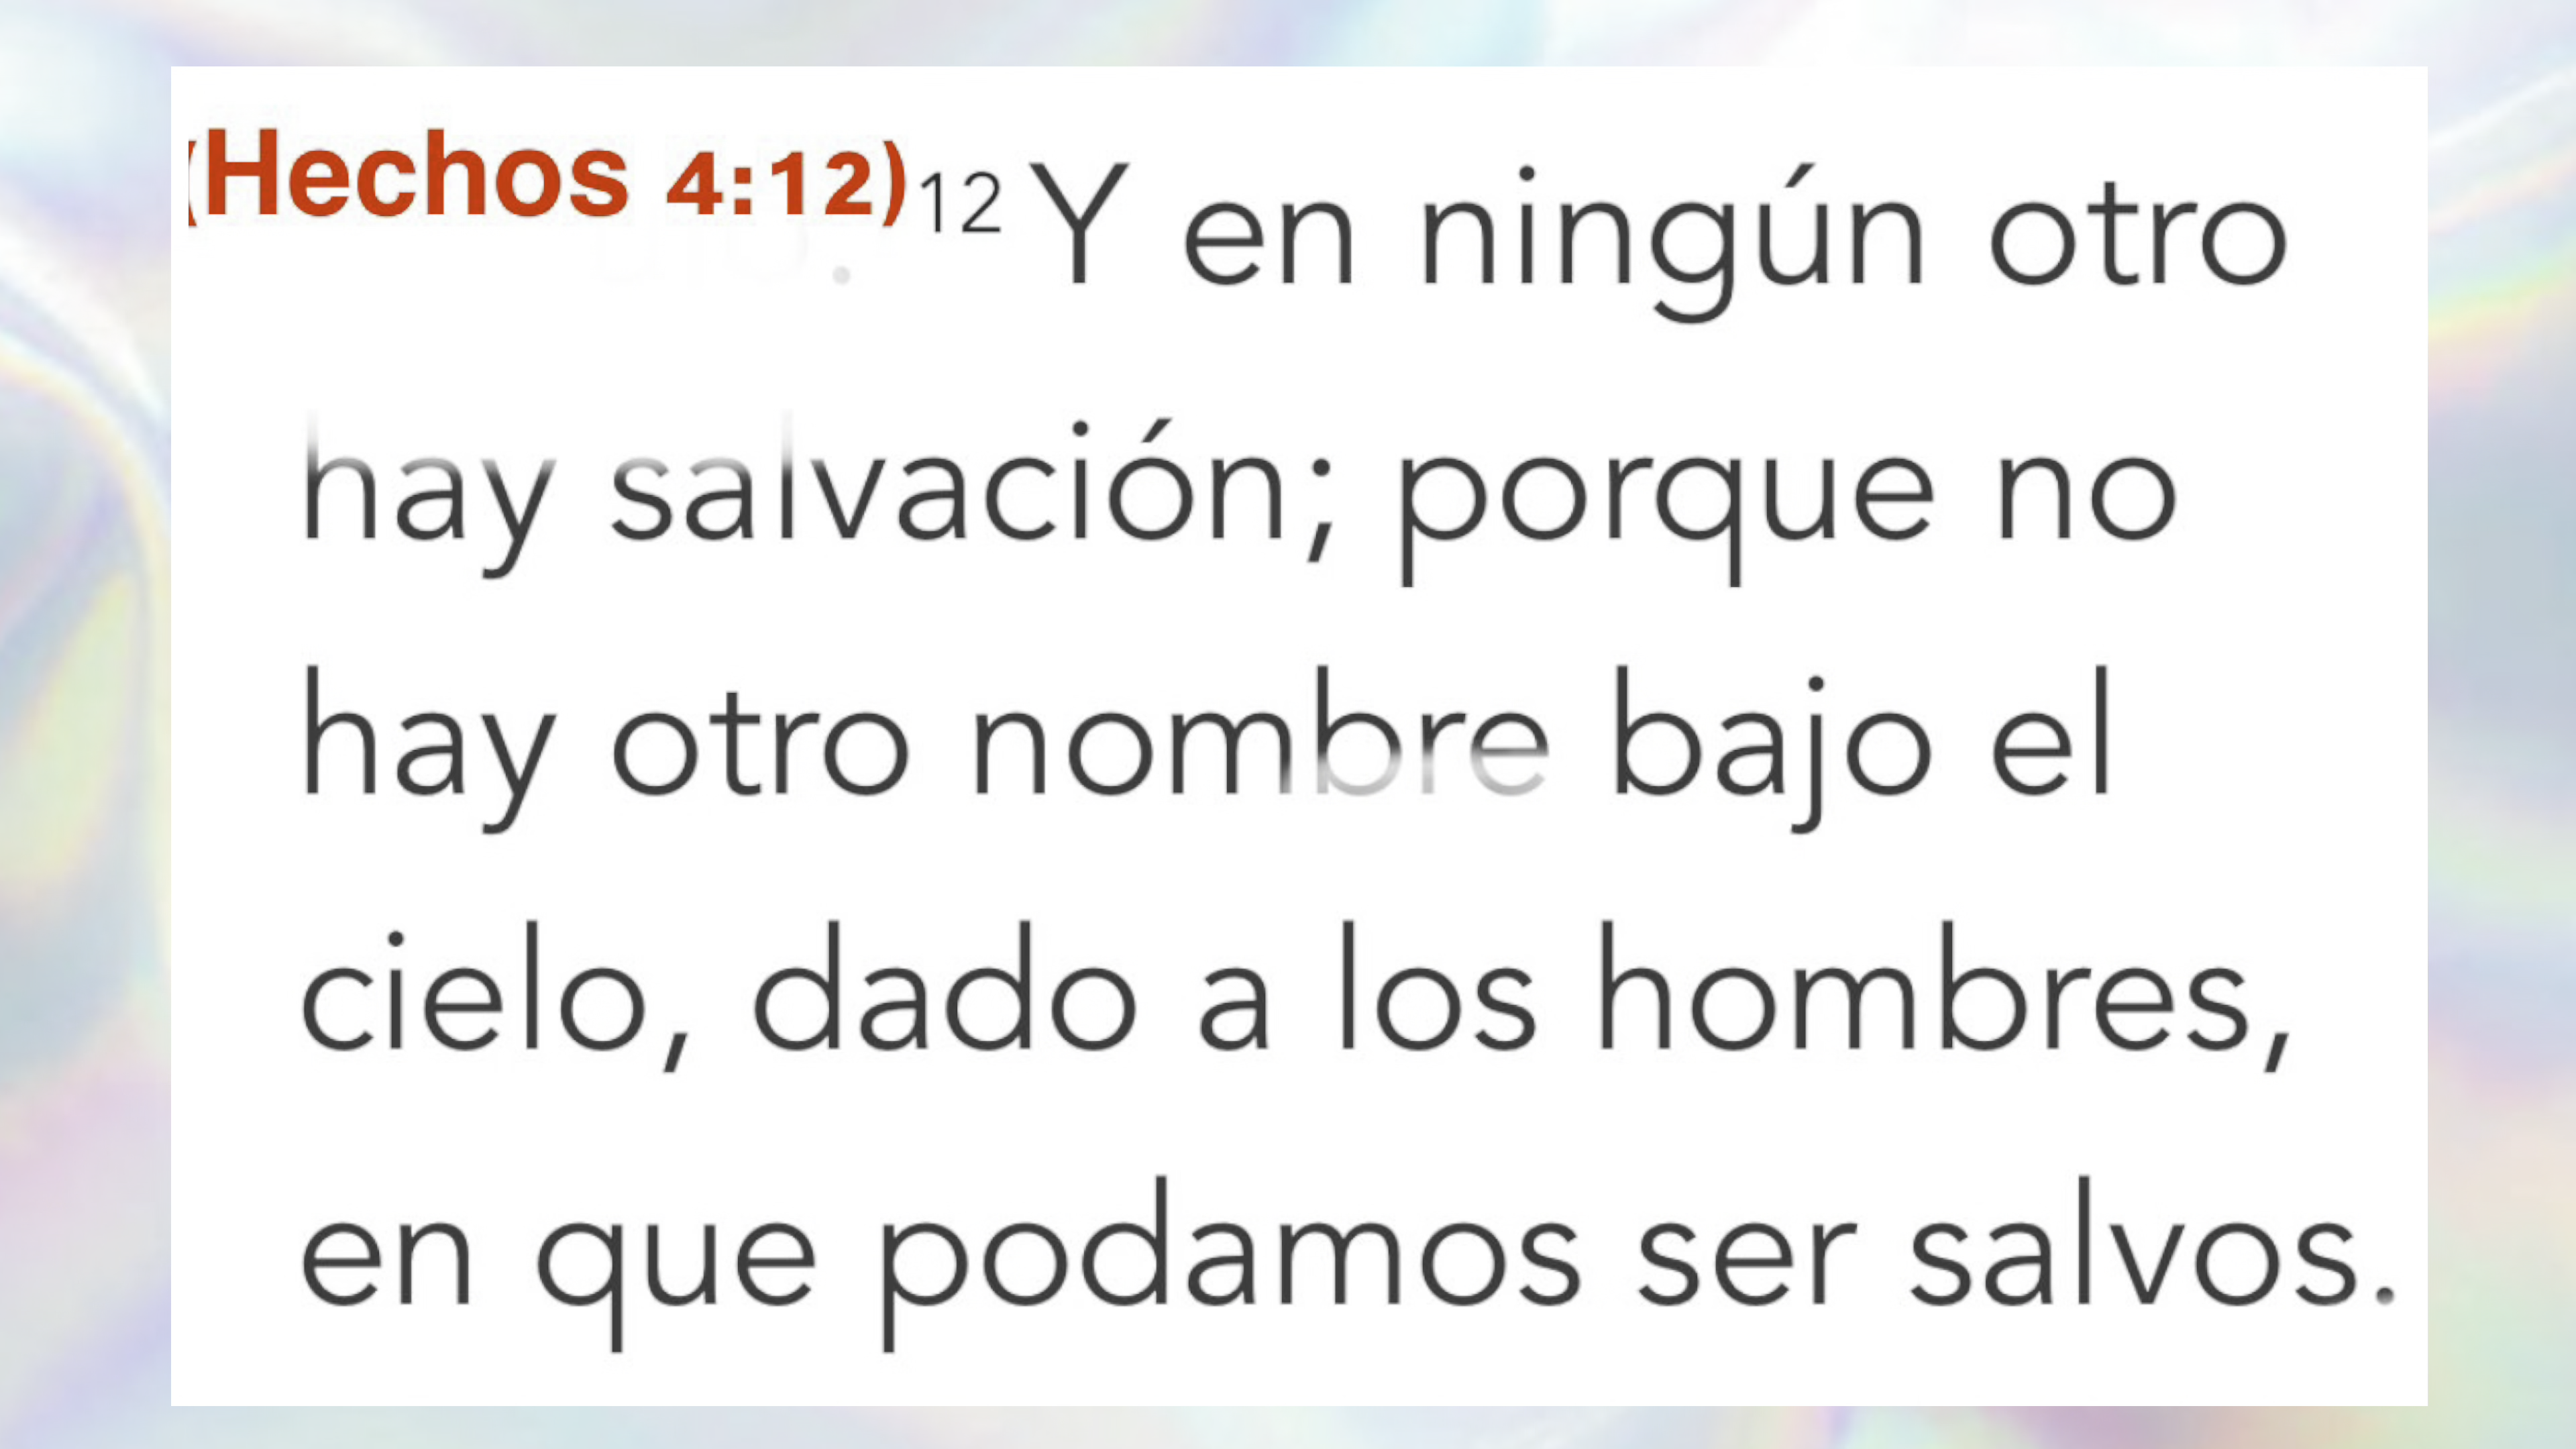 (Hechos 4:12) 12 Y en ningún otro
hay salvación; porque no
hay otro nombre bajo el
cielo, dado a los hombres,
en que podamos ser salvos.